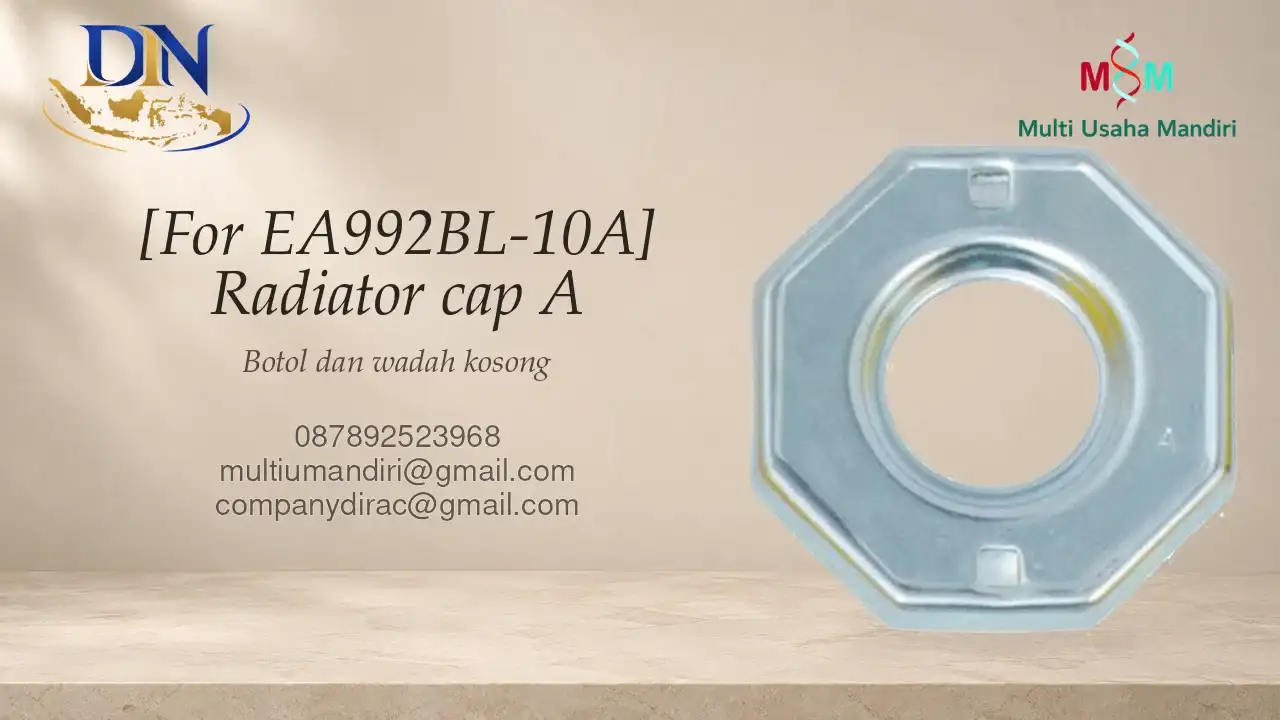 DN
MSM
Multi Usaha Mandiri
[For EA992BL-10A]
Radiator cap A
Botol dan wadah kosong
087892523968
multiumandiri@gmail.com
companydirac@gmail.com
A